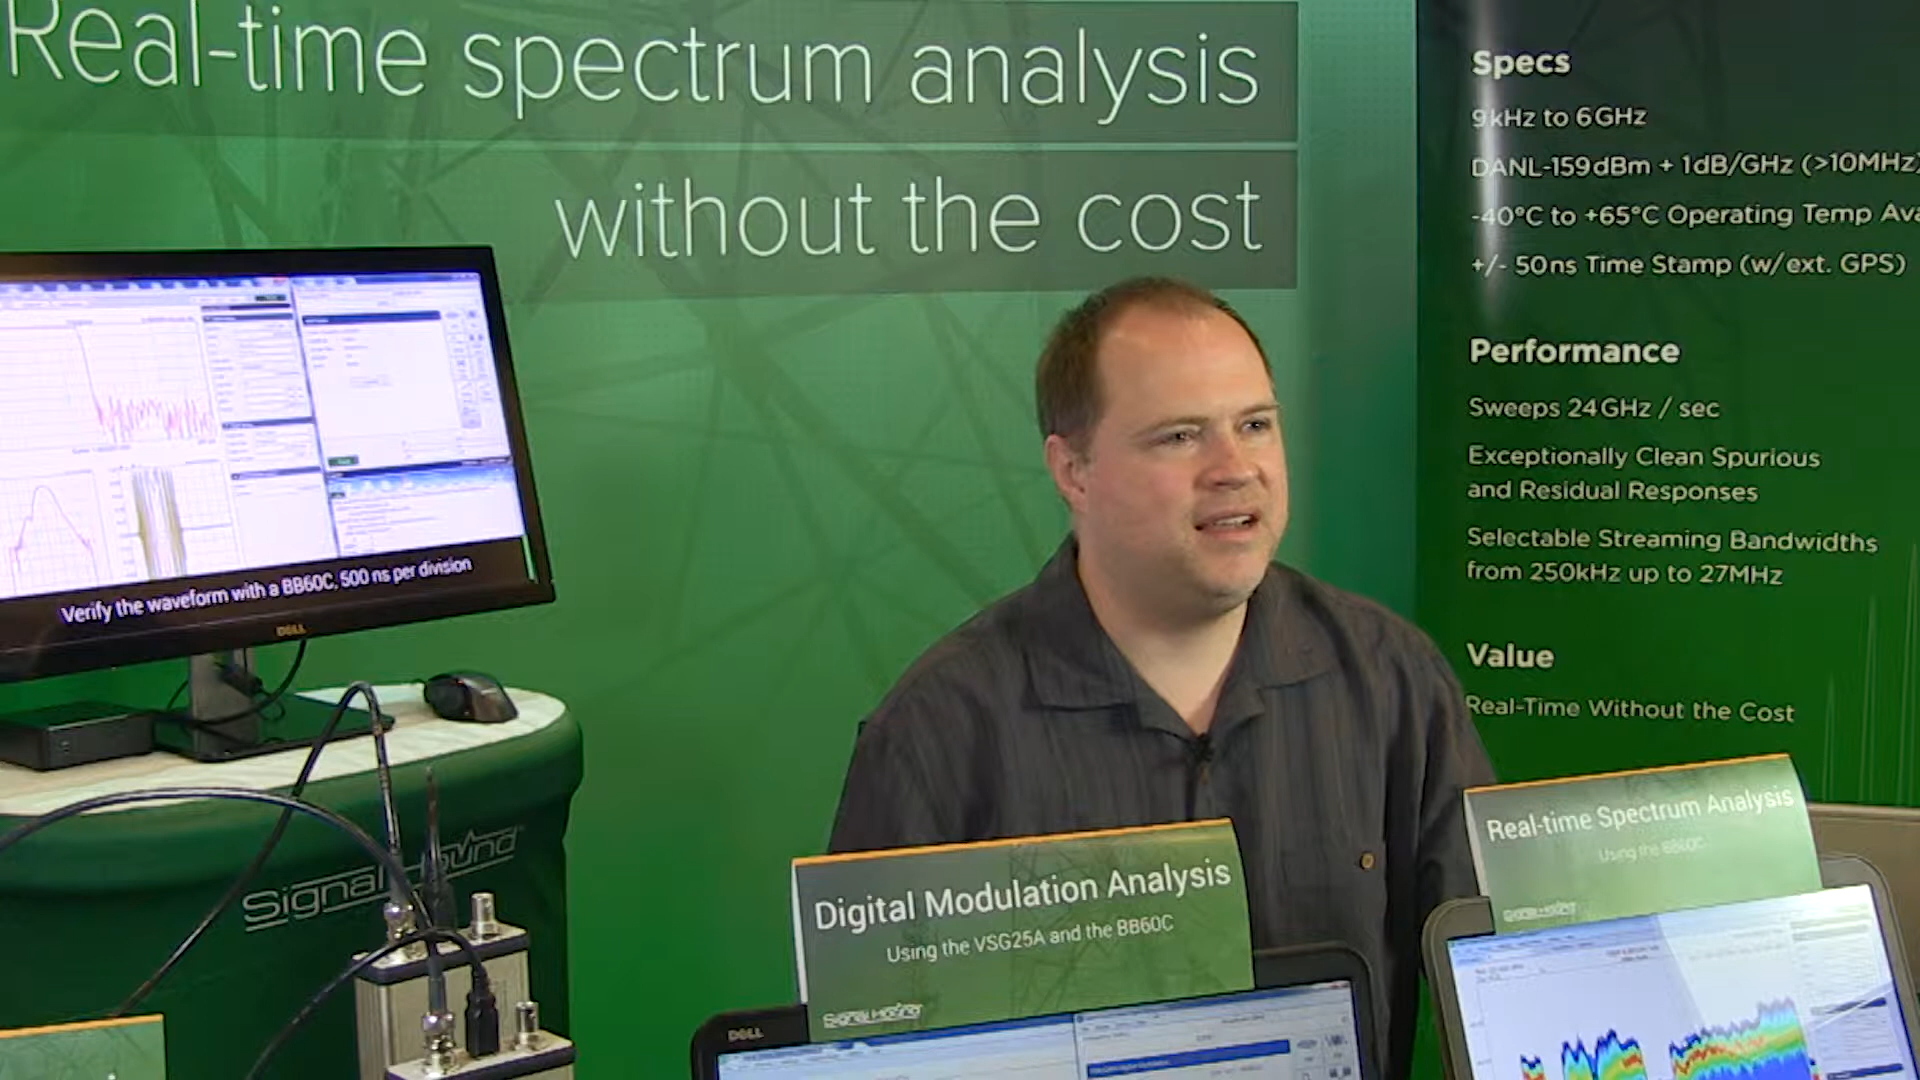 Real-time spectrum analysis
without the cost
Specs
9kHz to 6GHz
DANL-159dBm + 1dB/GHz (>10MHz)
-40°C to +65°C Operating Temp
+/- 50ns Time Stamp (w/ext. GPS)
Performance
Sweeps 24GHz / sec
Exceptionally Clean Spurious
and Residual Responses
Selectable Streaming Bandwidths
from 250kHz up to 27MHz
Value
Real-Time Without the Cost
Verify the waveform with a BB60C, 500 ns per division
DELL
Signal Hound
Digital Modulation Analysis
Using the VSG25A and the BB60C
Signal Hound
DELL
Real-time Spectrum Analysis
Using the BB60C
Signal Hound